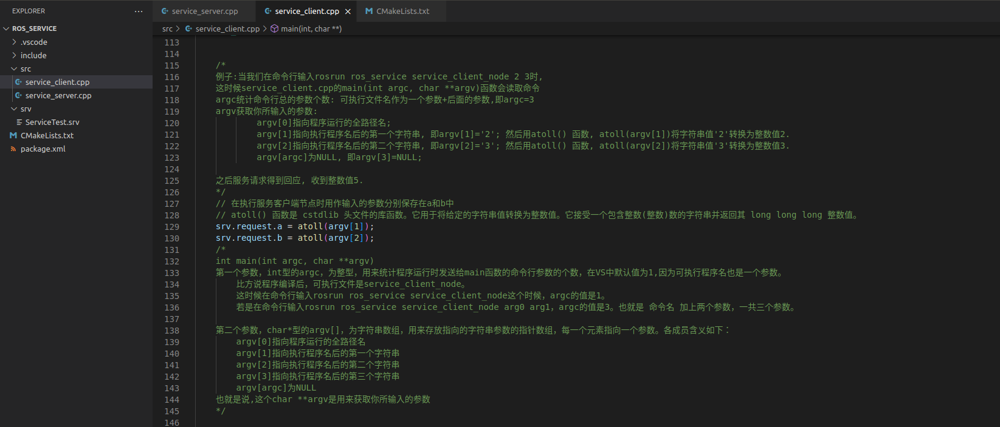 EXPLORER
ROS_SERVICE
.vscode
include
src
service_client.cpp
service_server.cpp
srv
ServiceTest.srv
CMakeLists.txt
package.xml
service_server.cpp
service_client.cpp
CMakeLists.txt
src > service_client.cpp > main(int, char **)
113
114
115 /*
116 例子:当我们在命令行输入rosrun ros_service service_client_node 2 3时,
117 这时候service_client.cpp的main(int argc, char **argv)函数会读取命令
118 argc统计命令行总的参数个数: 可执行文件名作为一个参数+后面的参数,即argc=3
119 argv获取你所输入的参数:
120 argv[0]指向程序运行的全路径名;
121 argv[1]指向执行程序名后的第一个字符串, 即argv[1]='2'; 然后用atoll() 函数, atoll(argv[1])将字符串值'2'转换为整数值2.
122 argv[2]指向执行程序名后的第二个字符串, 即argv[2]='3'; 然后用atoll() 函数, atoll(argv[2])将字符串值'3'转换为整数值3.
123 argv[argc]为NULL, 即argv[3]=NULL;
124
125 之后服务请求得到回应, 收到整数值5.
126 */
127 // 在执行服务客户端节点时用作输入的参数分别保存在a和b中
128 // atoll() 函数是 cstdlib 头文件的库函数。它用于将给定的字符串值转换为整数值。它接受一个包含整数(整数)数的字符串并返回其 long long long 整数值。
129 srv.request.a = atoll(argv[1]);
130 srv.request.b = atoll(argv[2]);
131 /*
132 int main(int argc, char **argv)
133 第一个参数，int型的argc，为整型，用来统计程序运行时发送给main函数的命令行参数的个数，在VS中默认值为1,因为可执行程序名也是一个参数。
134 比方说程序编译后，可执行文件是service_client_node。
135 这时候在命令行输入rosrun ros_service service_client_node这个时候，argc的值是1。
136 若是在命令行输入rosrun ros_service service_client_node arg0 arg1，argc的值是3。也就是 命令名 加上两个参数，一共三个参数。
137
138 第二个参数，char*型的argv[]，为字符串数组，用来存放指向的字符串参数的指针数组，每一个元素指向一个参数。各成员含义如下：
139 argv[0]指向程序运行的全路径名
140 argv[1]指向执行程序名后的第一个字符串
141 argv[2]指向执行程序名后的第二个字符串
142 argv[3]指向执行程序名后的第三个字符串
143 argv[argc]为NULL
144 也就是说,这个char **argv是用来获取你所输入的参数
145 */
146